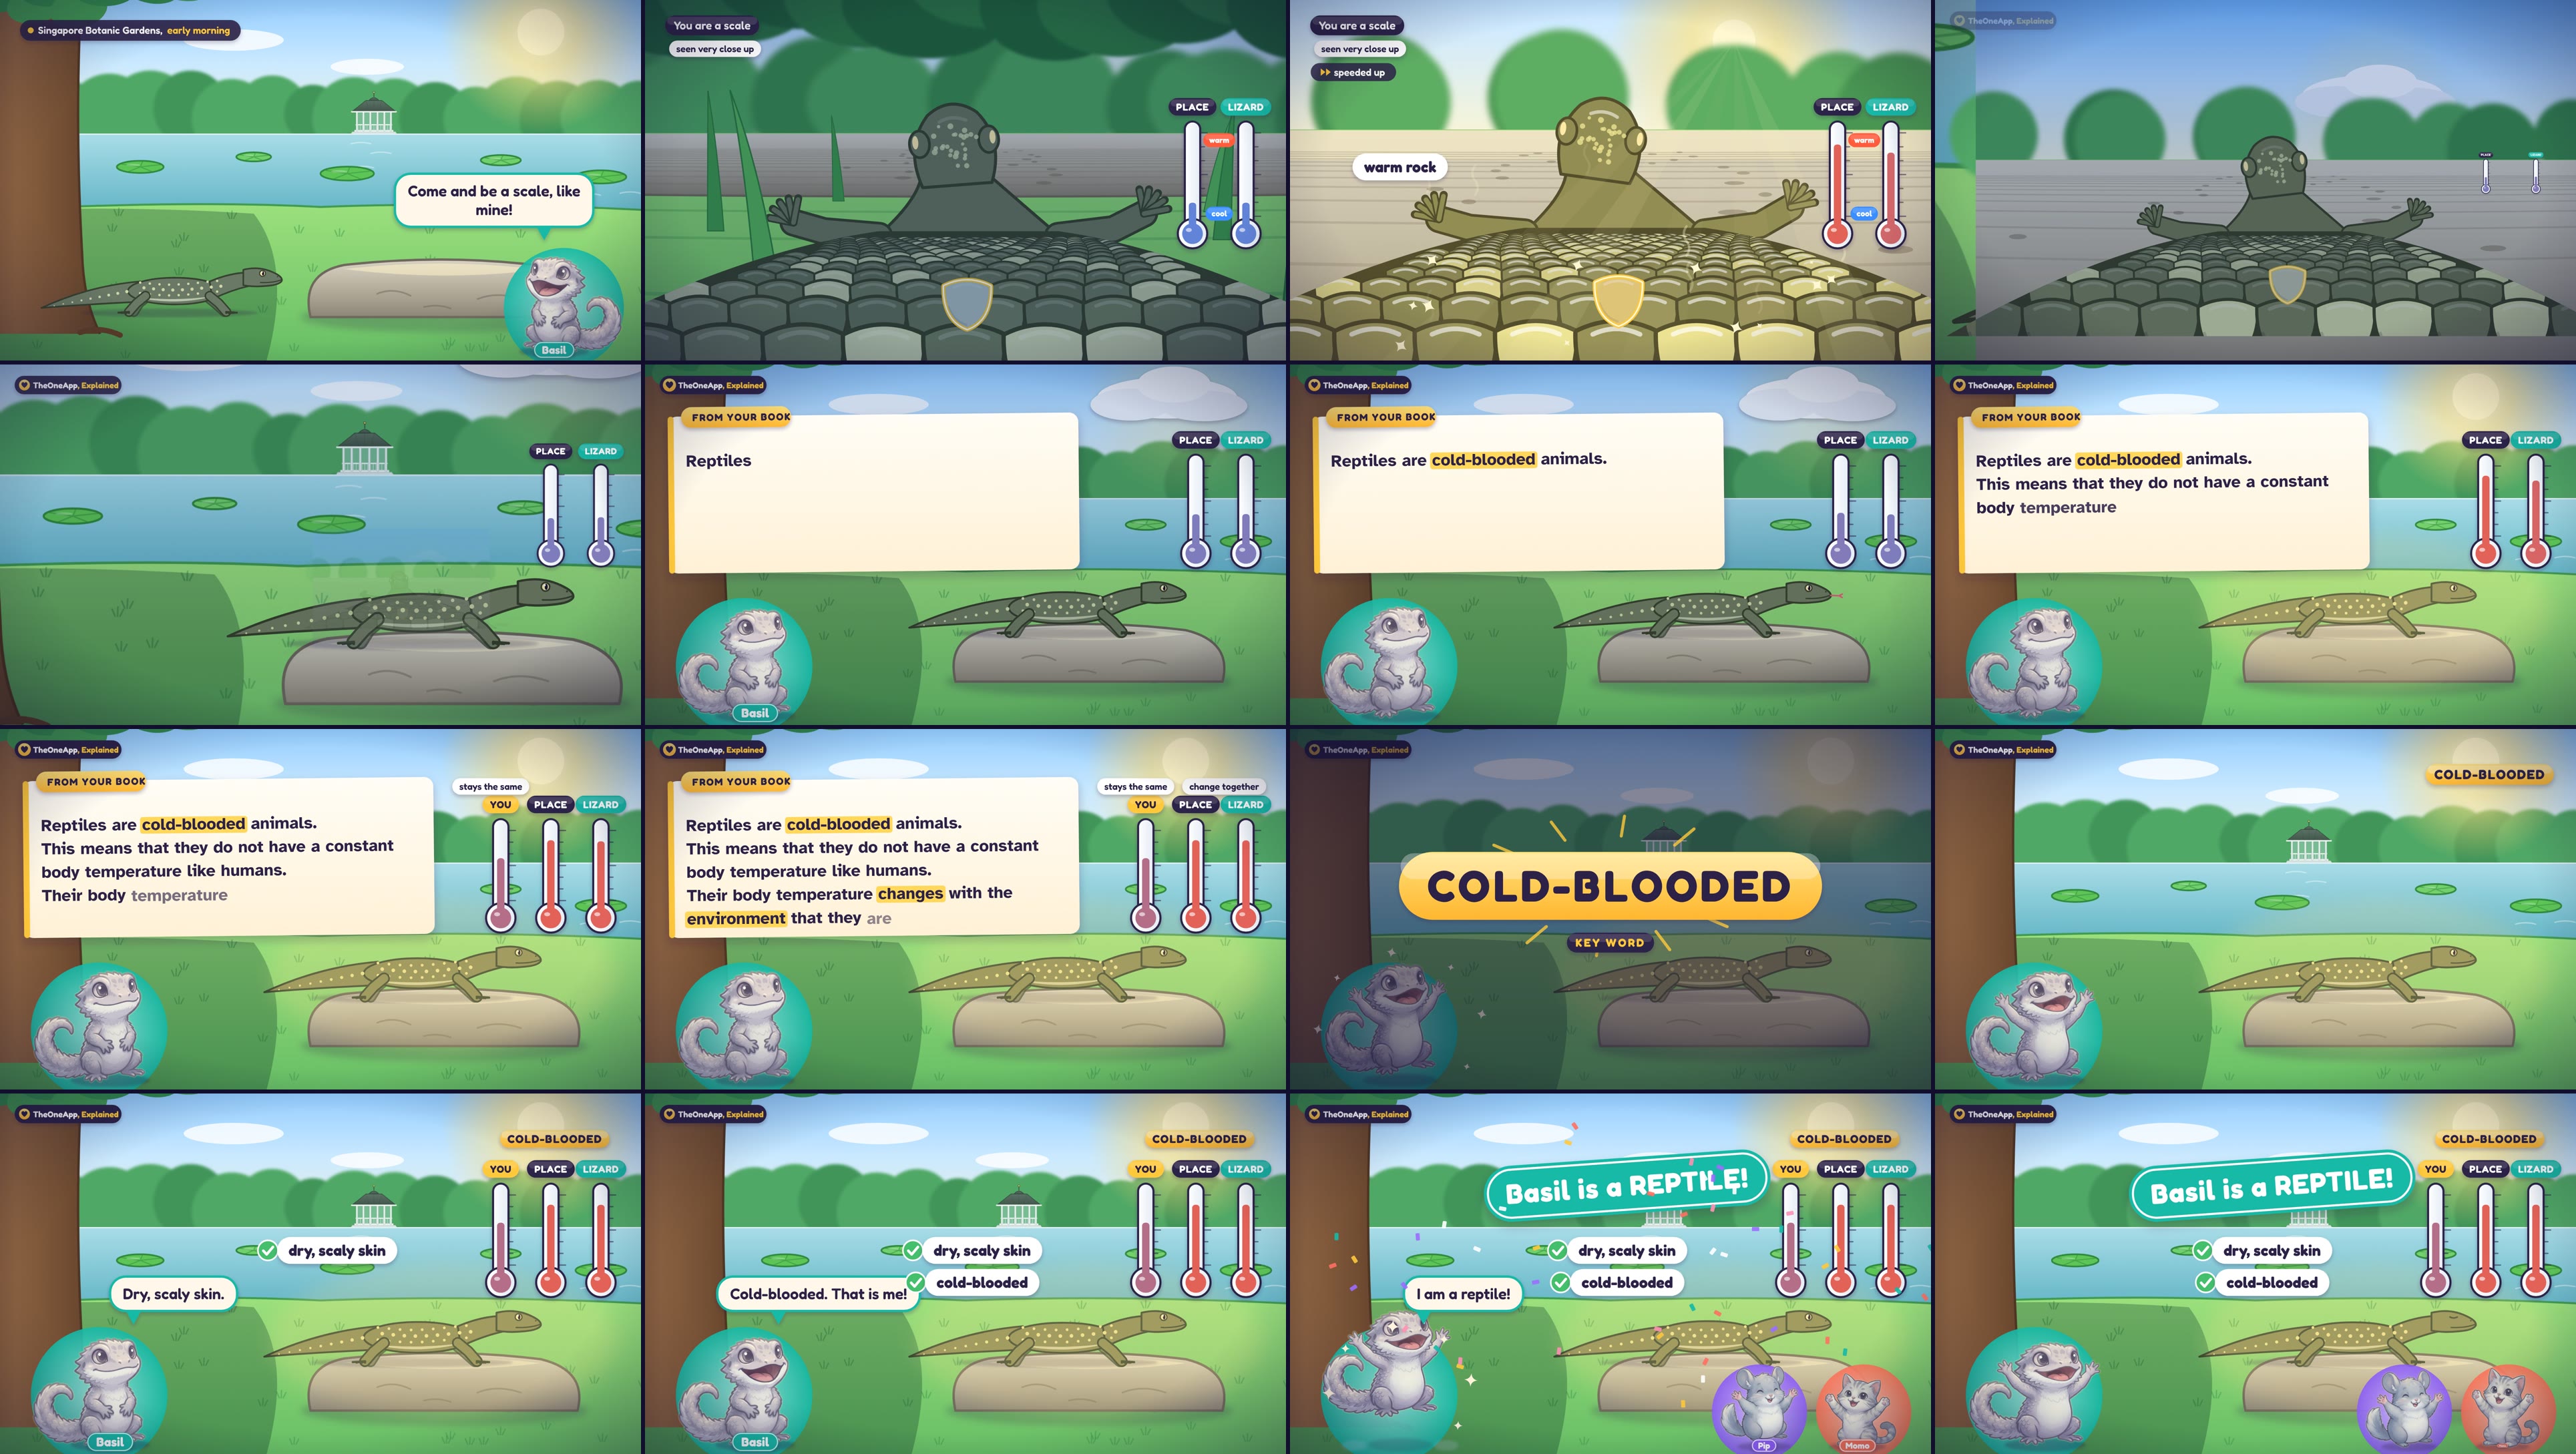 Singapore Botanic Gardens, early morning
Come and be a scale, like
mine!
Basil
You are a scale
seen very close up
PLACE LIZARD
warm
cool
You are a scale
seen very close up
speeded up
warm rock
PLACE LIZARD
warm
cool
TheOneApp, Explained
PLACE LIZARD
TheOneApp, Explained
PLACE LIZARD
TheOneApp, Explained
FROM YOUR BOOK
Reptiles
PLACE LIZARD
Basil
TheOneApp, Explained
FROM YOUR BOOK
Reptiles are cold-blooded animals.
PLACE LIZARD
TheOneApp, Explained
FROM YOUR BOOK
Reptiles are cold-blooded animals.
This means that they do not have a constant
body temperature
PLACE LIZARD
TheOneApp, Explained
FROM YOUR BOOK
Reptiles are cold-blooded animals.
This means that they do not have a constant
body temperature like humans.
Their body temperature
stays the same
YOU PLACE LIZARD
TheOneApp, Explained
FROM YOUR BOOK
Reptiles are cold-blooded animals.
This means that they do not have a constant
body temperature like humans.
Their body temperature changes with the
environment that they are
stays the same change together
YOU PLACE LIZARD
TheOneApp, Explained
COLD-BLOODED
KEY WORD
TheOneApp, Explained
COLD-BLOODED
TheOneApp, Explained
COLD-BLOODED
YOU PLACE LIZARD
dry, scaly skin
Dry, scaly skin.
Basil
TheOneApp, Explained
COLD-BLOODED
YOU PLACE LIZARD
dry, scaly skin
cold-blooded
Cold-blooded. That is me!
Basil
TheOneApp, Explained
COLD-BLOODED
Basil is a REPTILE!
YOU PLACE LIZARD
dry, scaly skin
cold-blooded
I am a reptile!
Pip
Momo
TheOneApp, Explained
COLD-BLOODED
Basil is a REPTILE!
YOU PLACE LIZARD
dry, scaly skin
cold-blooded